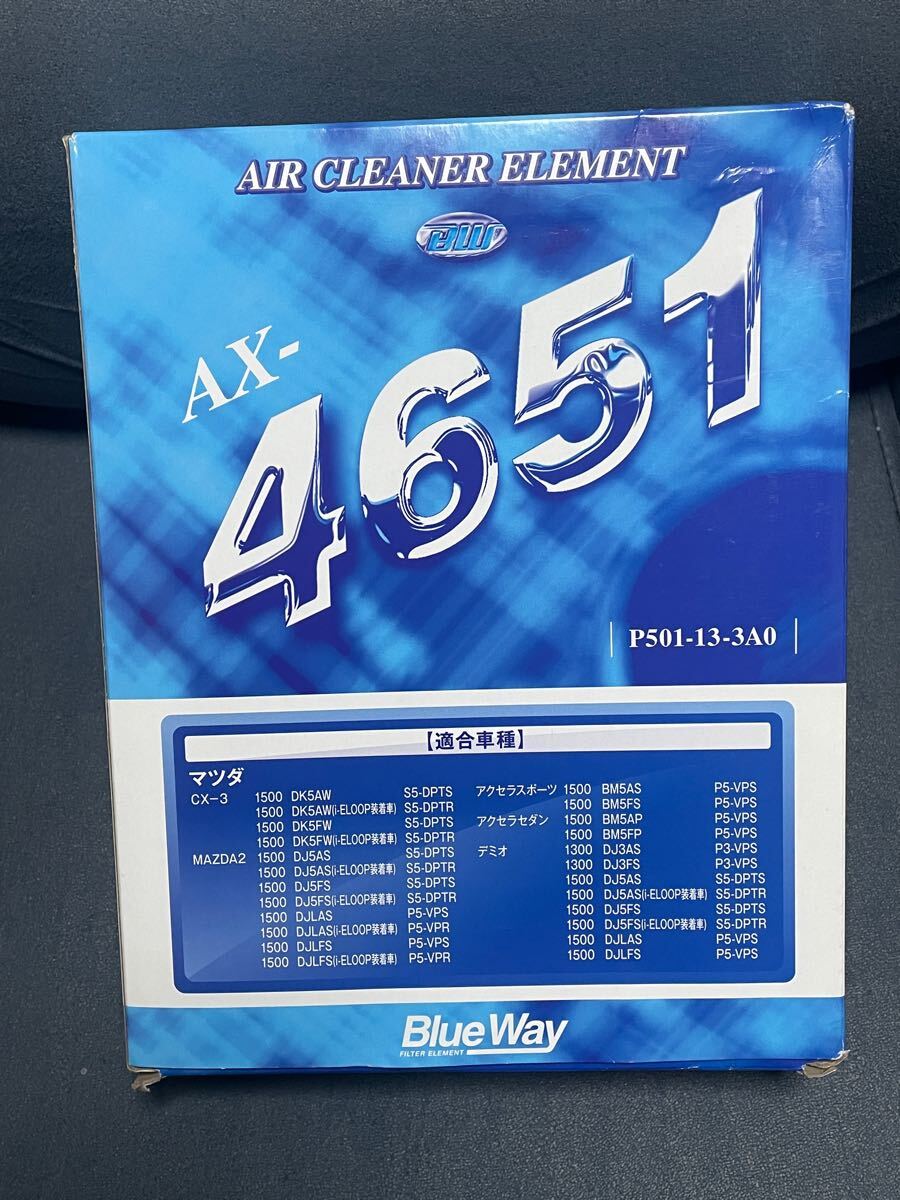 AIR CLEANER ELEMENT
BW
AX-
4651
P501-13-3A0
【適合車種】
マツダ
CX-3 1500 DK5AW S5-DPTS
1500 DK5AW(i-ELOOP装着車) S5-DPTR
1500 DK5FW S5-DPTS
1500 DK5FW(i-ELOOP装着車) S5-DPTR
MAZDA2 1500 DJ5AS S5-DPTS
1500 DJ5AS(i-ELOOP装着車) S5-DPTR
1500 DJ5FS S5-DPTS
1500 DJ5FS(i-ELOOP装着車) S5-DPTR
1500 DJLAS P5-VPS
1500 DJLAS(i-ELOOP装着車) P5-VPR
1500 DJLFS P5-VPS
1500 DJLFS(i-ELOOP装着車) P5-VPR
アクセラスポーツ 1500 BM5AS P5-VPS
1500 BM5FS P5-VPS
アクセラセダン 1500 BM5AP P5-VPS
1500 BM5FP P5-VPS
デミオ 1300 DJ3AS P3-VPS
1300 DJ3FS P3-VPS
1500 DJ5AS S5-DPTS
1500 DJ5AS(i-ELOOP装着車) S5-DPTR
1500 DJ5FS S5-DPTS
1500 DJ5FS(i-ELOOP装着車) S5-DPTR
1500 DJLAS P5-VPS
1500 DJLFS P5-VPS
Blue Way
FILTER ELEMENT